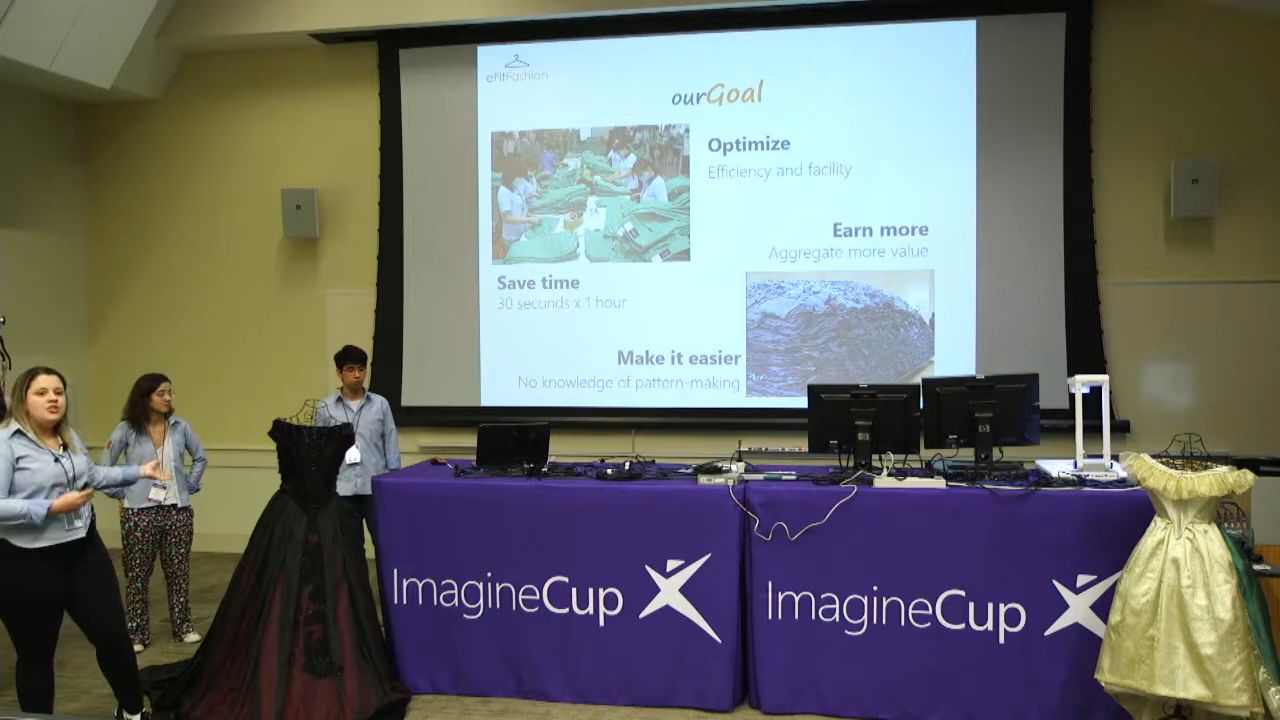 eFitFashion
ourGoal
Optimize
Efficiency and facility
Earn more
Aggregate more value
Save time
30 seconds x 1 hour
Make it easier
No knowledge of pattern-making
ImagineCup
ImagineCup